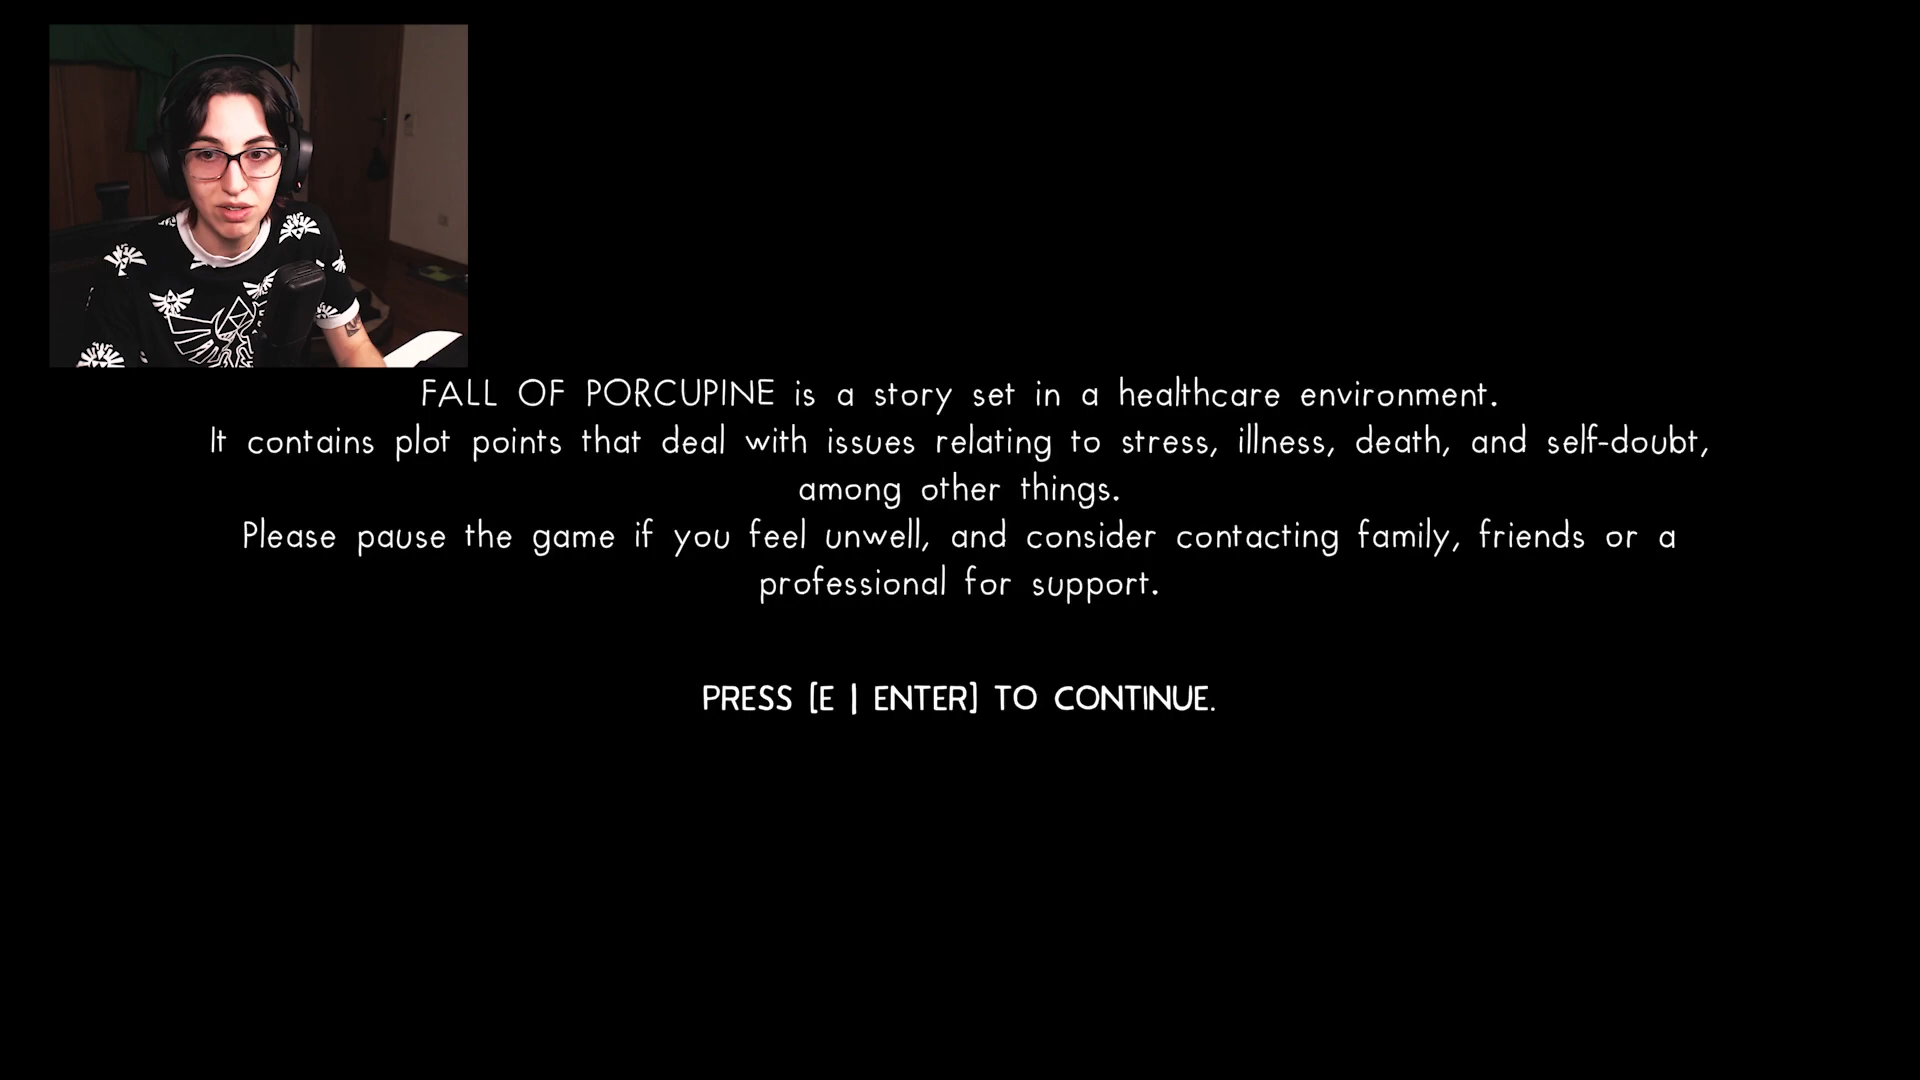 FALL OF PORCUPINE is a story set in a healthcare environment.
It contains plot points that deal with issues relating to stress, illness, death, and self-doubt,
among other things.
Please pause the game if you feel unwell, and consider contacting family, friends or a
professional for support.
PRESS [E | ENTER] TO CONTINUE.